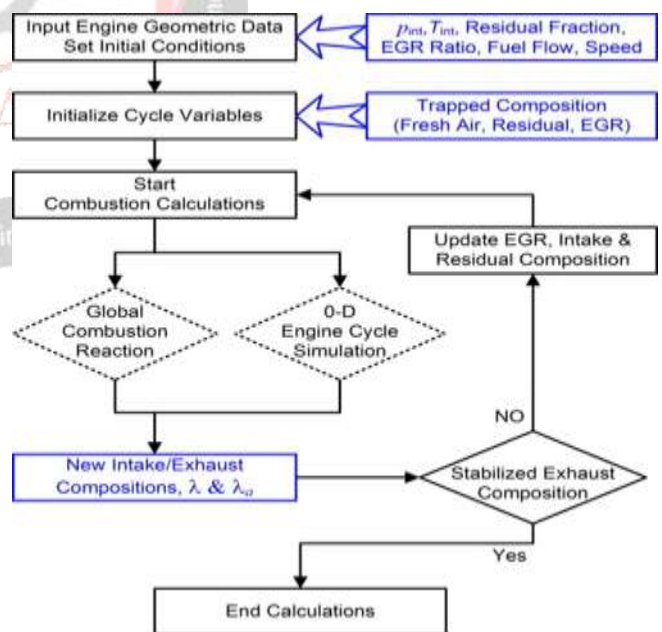 Input Engine Geometric Data
Set Initial Conditions
pint,Tint, Residual Fraction,
EGR Ratio, Fuel Flow, Speed
Initialize Cycle Variables
Trapped Composition
(Fresh Air, Residual, EGR)
Start
Combustion Calculations
Update EGR, Intake &
Residual Composition
Global
Combustion
Reaction
0-D
Engine Cycle
Simulation
NO
New Intake/Exhaust
Compositions, λ & λa
Stabilized Exhaust
Composition
Yes
End Calculations